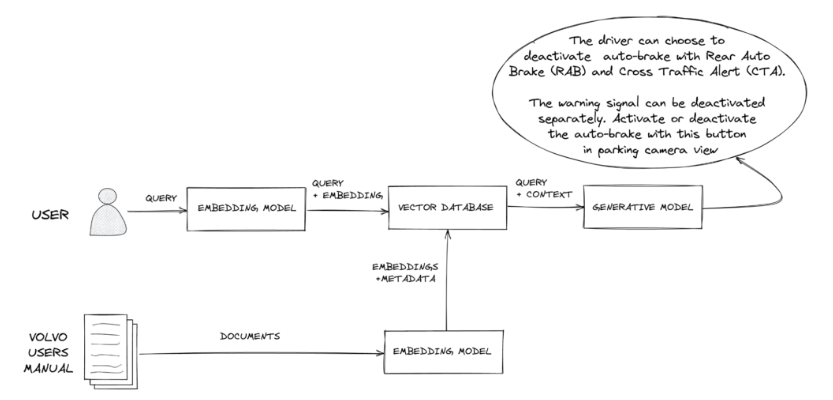 The driver can choose to
deactivate auto-brake with Rear Auto
Brake (RAB) and Cross Traffic Alert (CTA).
The warning signal can be deactivated
separately. Activate or deactivate
the auto-brake with this button
in parking camera view
USER
QUERY
EMBEDDING MODEL
QUERY
+ EMBEDDING
VECTOR DATABASE
QUERY
+ CONTEXT
GENERATIVE MODEL
EMBEDDINGS
+METADATA
VOLVO
USERS
MANUAL
DOCUMENTS
EMBEDDING MODEL